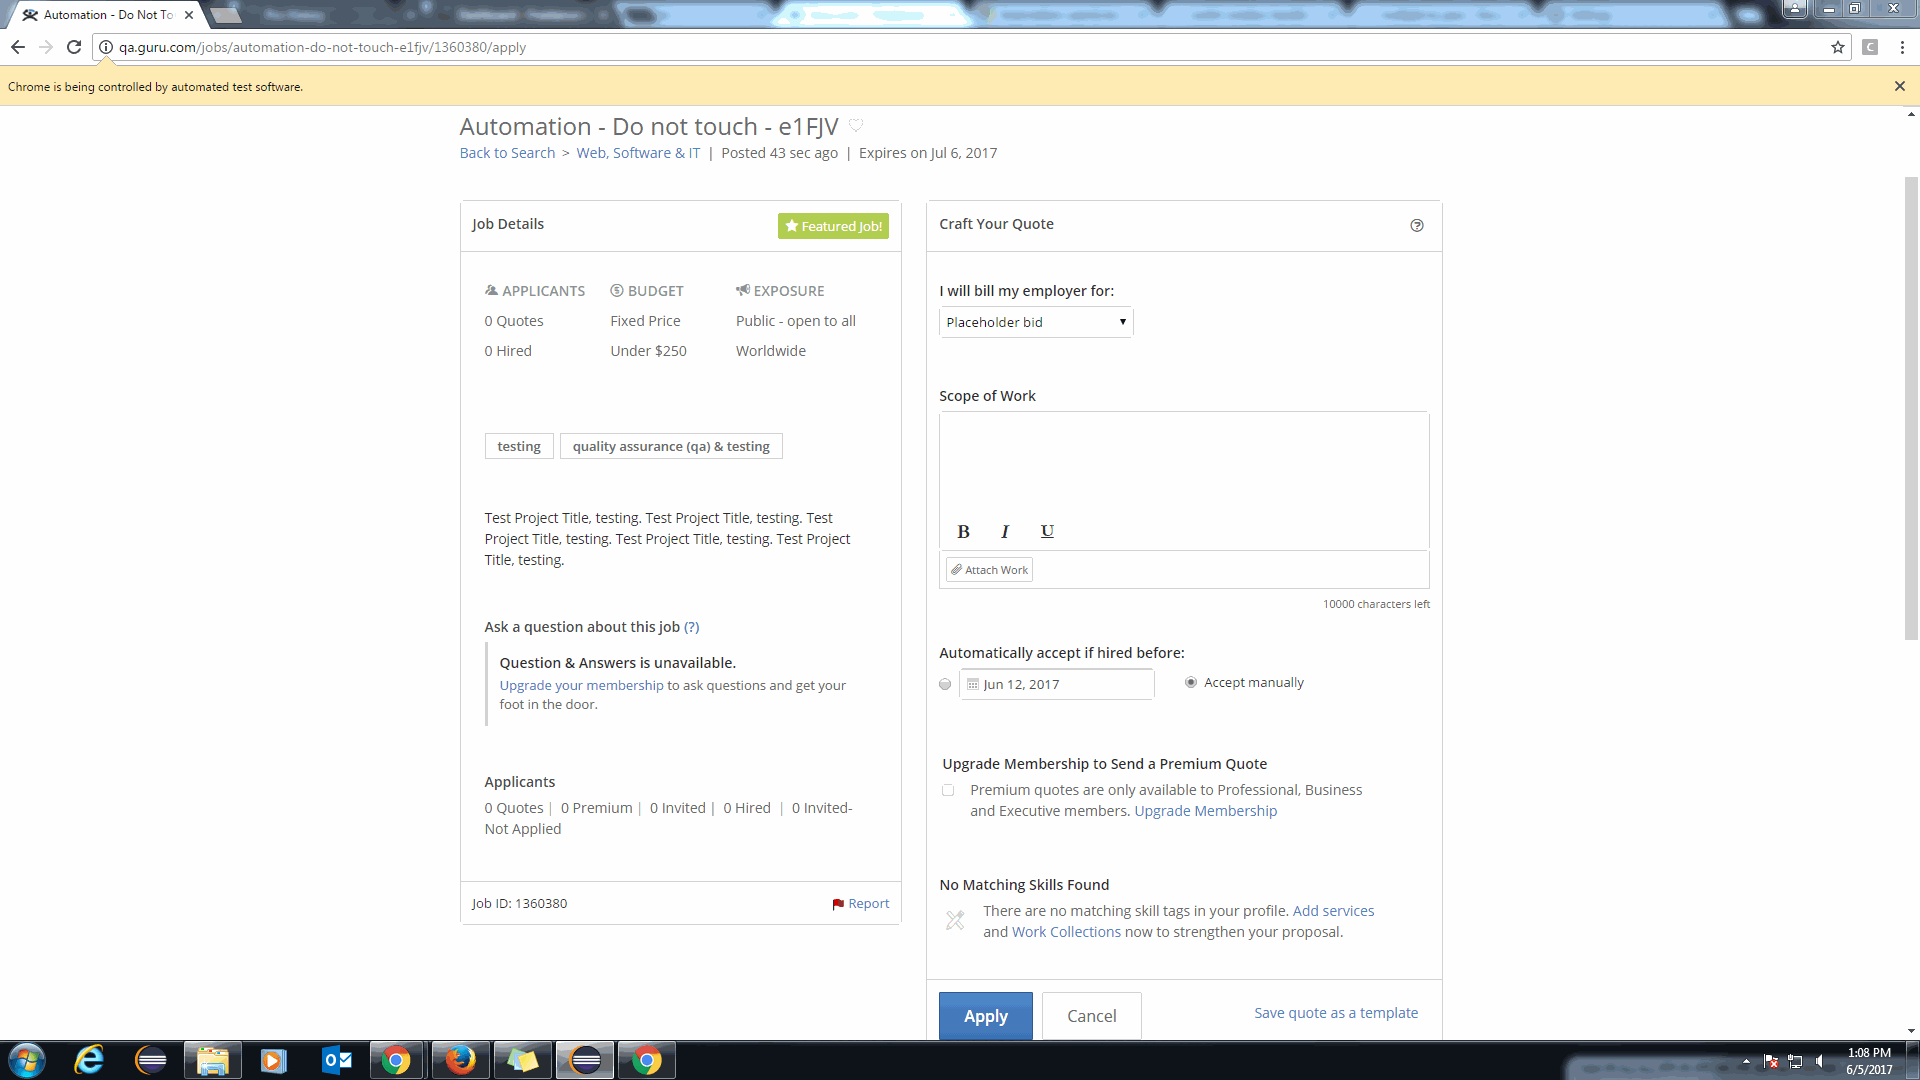 Automation - Do Not To
qa.guru.com/jobs/automation-do-not-touch-e1fjv/1360380/apply
C
Chrome is being controlled by automated test software.
Automation - Do not touch - e1FJV
Back to Search > Web, Software & IT | Posted 43 sec ago | Expires on Jul 6, 2017
Job Details
Featured Job!
APPLICANTS BUDGET EXPOSURE
0 Quotes Fixed Price Public - open to all
0 Hired Under $250 Worldwide
testing quality assurance (qa) & testing
Test Project Title, testing. Test Project Title, testing. Test
Project Title, testing. Test Project Title, testing. Test Project
Title, testing.
Ask a question about this job (?)
Question & Answers is unavailable.
Upgrade your membership to ask questions and get your
foot in the door.
Applicants
0 Quotes | 0 Premium | 0 Invited | 0 Hired | 0 Invited-
Not Applied
Job ID: 1360380
Report
Craft Your Quote
I will bill my employer for:
Placeholder bid
Scope of Work
B I U
Attach Work
10000 characters left
Automatically accept if hired before:
Jun 12, 2017 Accept manually
Upgrade Membership to Send a Premium Quote
Premium quotes are only available to Professional, Business
and Executive members. Upgrade Membership
No Matching Skills Found
There are no matching skill tags in your profile. Add services
and Work Collections now to strengthen your proposal.
Apply Cancel Save quote as a template
1:08 PM
6/5/2017